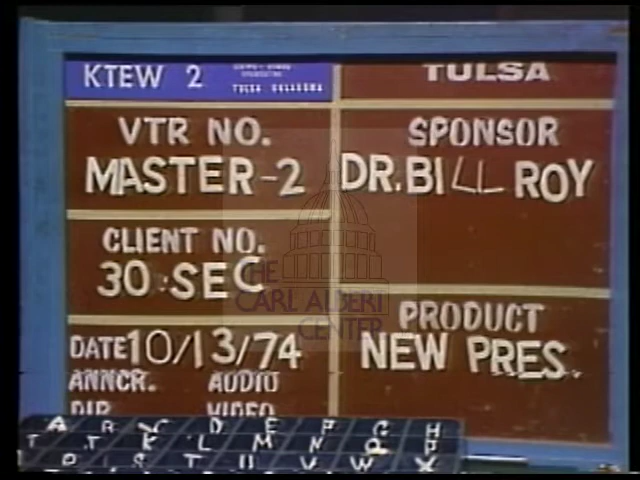 KTEW 2
TULSA OKLAHOMA
TULSA
VTR NO.
MASTER-2
SPONSOR
DR. BILL ROY
CLIENT NO.
30 :SEC
DATE 10/13/74
ANNCR. AUDIO
DIR. VIDEO
PRODUCT
NEW PRES.
THE
CARL ALBERT
CENTER
A B C D E F G H
I J K L M N O P
R S T U V W X